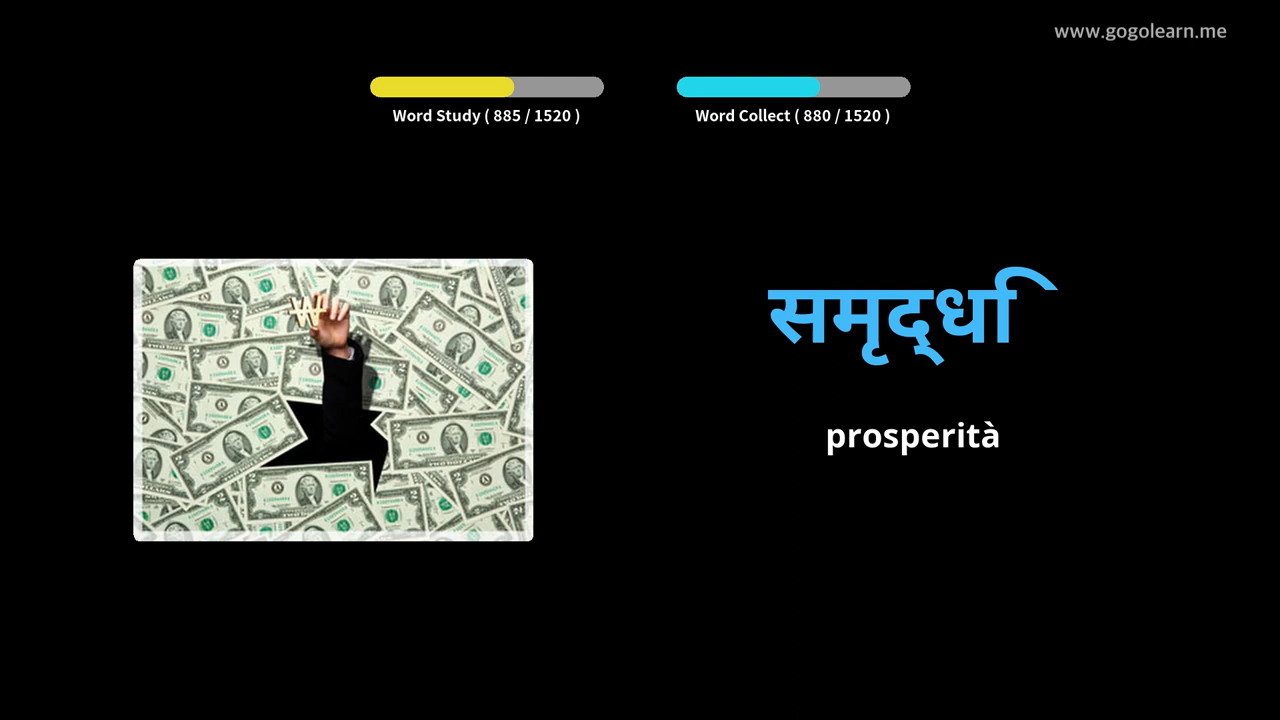 www.gogolearn.me
Word Study ( 885 / 1520 )
Word Collect ( 880 / 1520 )
समृद्धि
prosperità